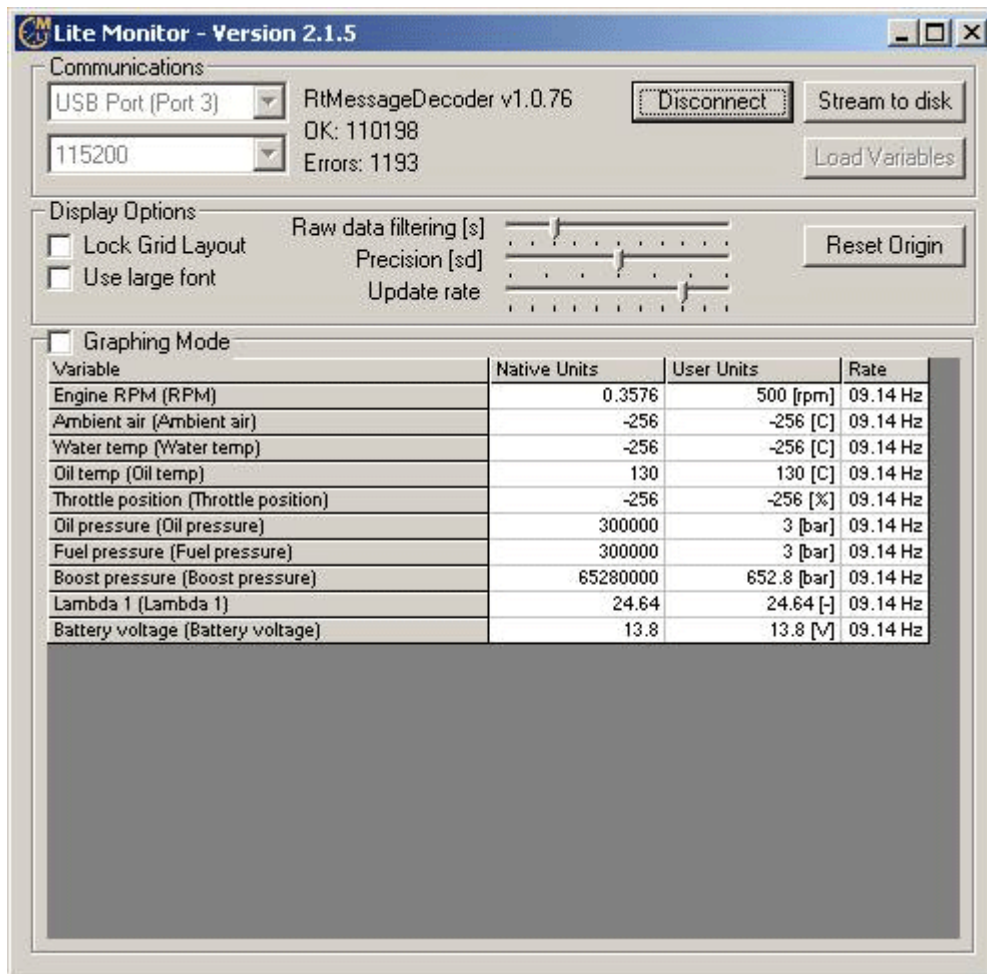 Lite Monitor - Version 2.1.5
Communications
USB Port (Port 3)
115200
RtMessageDecoder v1.0.76
OK: 110198
Errors: 1193
Disconnect
Stream to disk
Load Variables
Display Options
Lock Grid Layout
Use large font
Raw data filtering [s]
Precision [sd]
Update rate
Reset Origin
Graphing Mode
Variable Native Units User Units Rate
Engine RPM (RPM) 0.3576 500 [rpm] 09.14 Hz
Ambient air (Ambient air) -256 -256 [C] 09.14 Hz
Water temp (Water temp) -256 -256 [C] 09.14 Hz
Oil temp (Oil temp) 130 130 [C] 09.14 Hz
Throttle position (Throttle position) -256 -256 [%] 09.14 Hz
Oil pressure (Oil pressure) 300000 3 [bar] 09.14 Hz
Fuel pressure (Fuel pressure) 300000 3 [bar] 09.14 Hz
Boost pressure (Boost pressure) 65280000 652.8 [bar] 09.14 Hz
Lambda 1 (Lambda 1) 24.64 24.64 [-] 09.14 Hz
Battery voltage (Battery voltage) 13.8 13.8 [V] 09.14 Hz